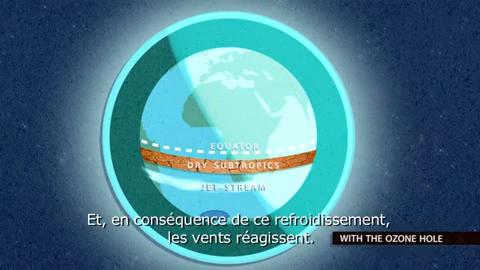 EQUATOR
DRY SUBTROPICS
JET STREAM
Et, en conséquence de ce refroidissement,
les vents réagissent.
WITH THE OZONE HOLE